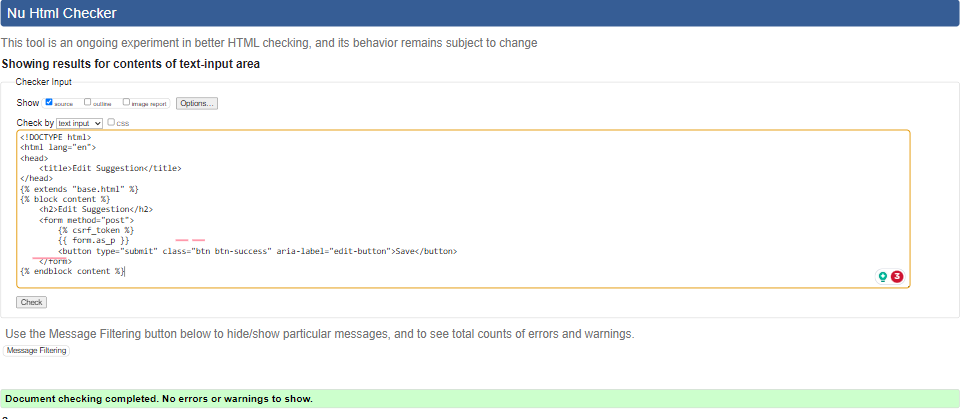 Nu Html Checker
This tool is an ongoing experiment in better HTML checking, and its behavior remains subject to change
Showing results for contents of text-input area
Checker Input
Show source outline image report Options...
Check by text input CSS
<!DOCTYPE html>
<html lang="en">
<head>
    <title>Edit Suggestion</title>
</head>
{% extends "base.html" %}
{% block content %}
    <h2>Edit Suggestion</h2>
    <form method="post">
        {% csrf_token %}
        {{ form.as_p }}
        <button type="submit" class="btn btn-success" aria-label="edit-button">Save</button>
    </form>
{% endblock content %}
3
Check
Use the Message Filtering button below to hide/show particular messages, and to see total counts of errors and warnings.
Message Filtering
Document checking completed. No errors or warnings to show.